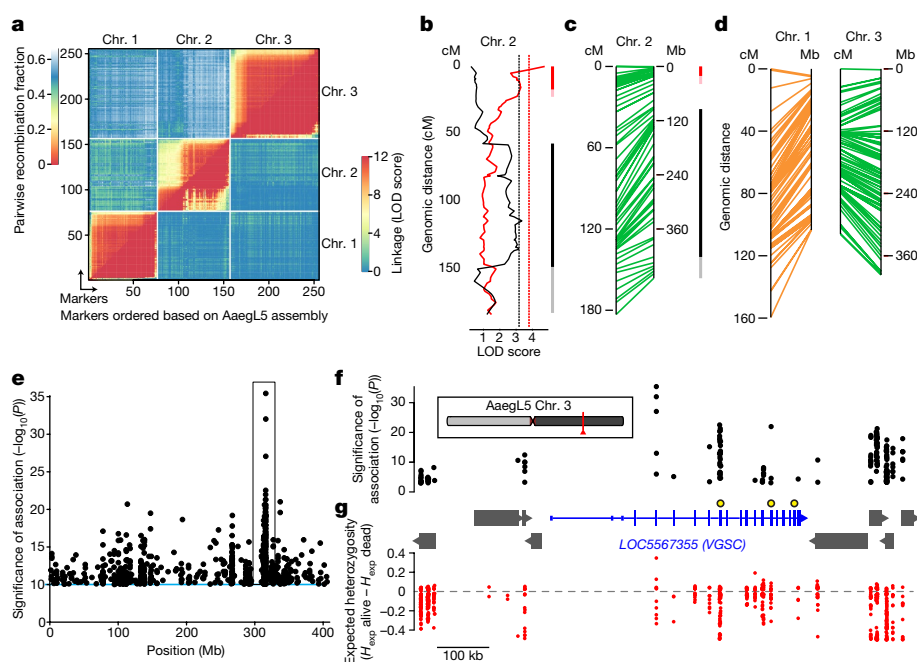 a
Chr. 1 Chr. 2 Chr. 3
Pairwise recombination fraction
0.6
0.4
0.2
0
250
200
150
100
50
Chr. 3
Chr. 2
Chr. 1
12
8
4
0
Linkage (LOD score)
Markers
50 100 150 200 250
Markers ordered based on AaegL5 assembly
b
cM Chr. 2
0
50
100
150
Genomic distance (cM)
1 2 3 4
LOD score
c
Chr. 2
cM Mb
0 0
60
120
180
120
240
360
d
Chr. 1 Chr. 3
cM Mb cM Mb
0 0
40
80
120
160
120
240
360
Genomic distance
e
Significance of
association (–log10(P))
35
30
25
20
15
10
0
0 100 200 300 400
Position (Mb)
f
Significance of
association (–log10(P))
30
20
10
0
AaegL5 Chr. 3
g
LOC5567355 (VGSC)
Expected heterozygosity
(Hexp alive – Hexp dead)
0.4
0.2
0
−0.2
−0.4
100 kb